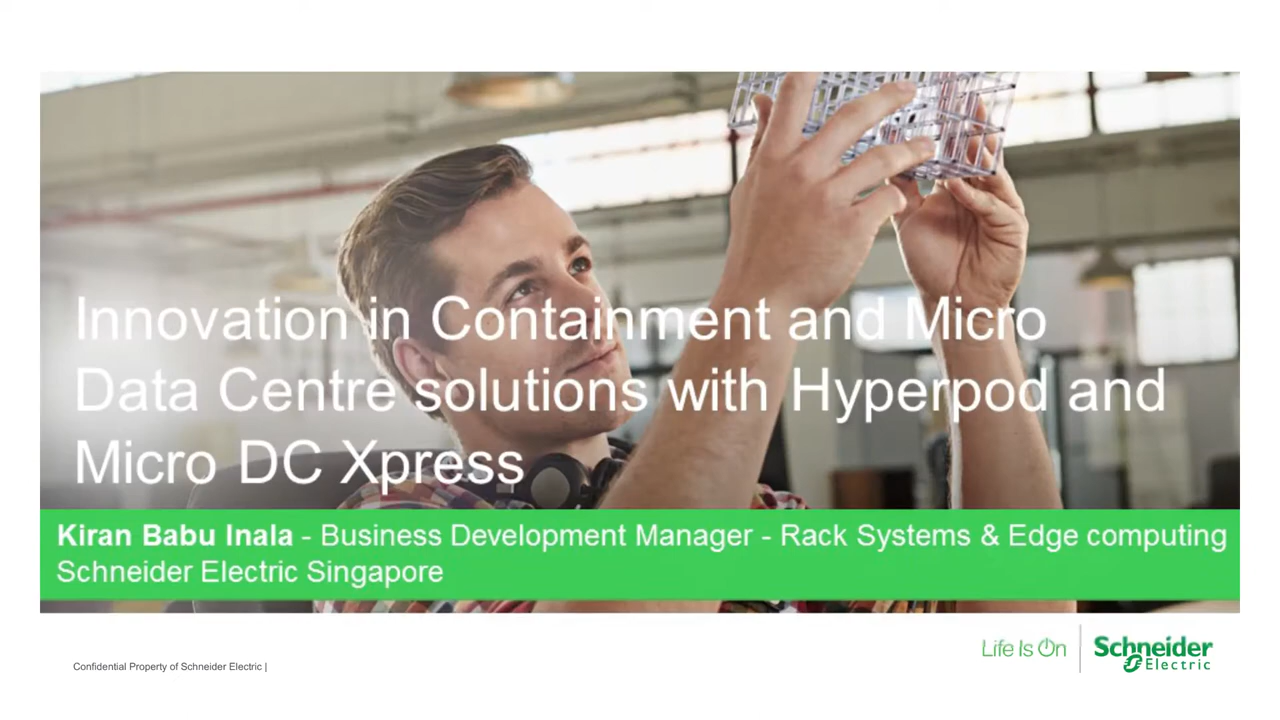 Innovation in Containment and Micro
Data Centre solutions with Hyperpod and
Micro DC Xpress
Kiran Babu Inala - Business Development Manager - Rack Systems & Edge computing
Schneider Electric Singapore
Confidential Property of Schneider Electric |
Life Is On
Schneider
Electric